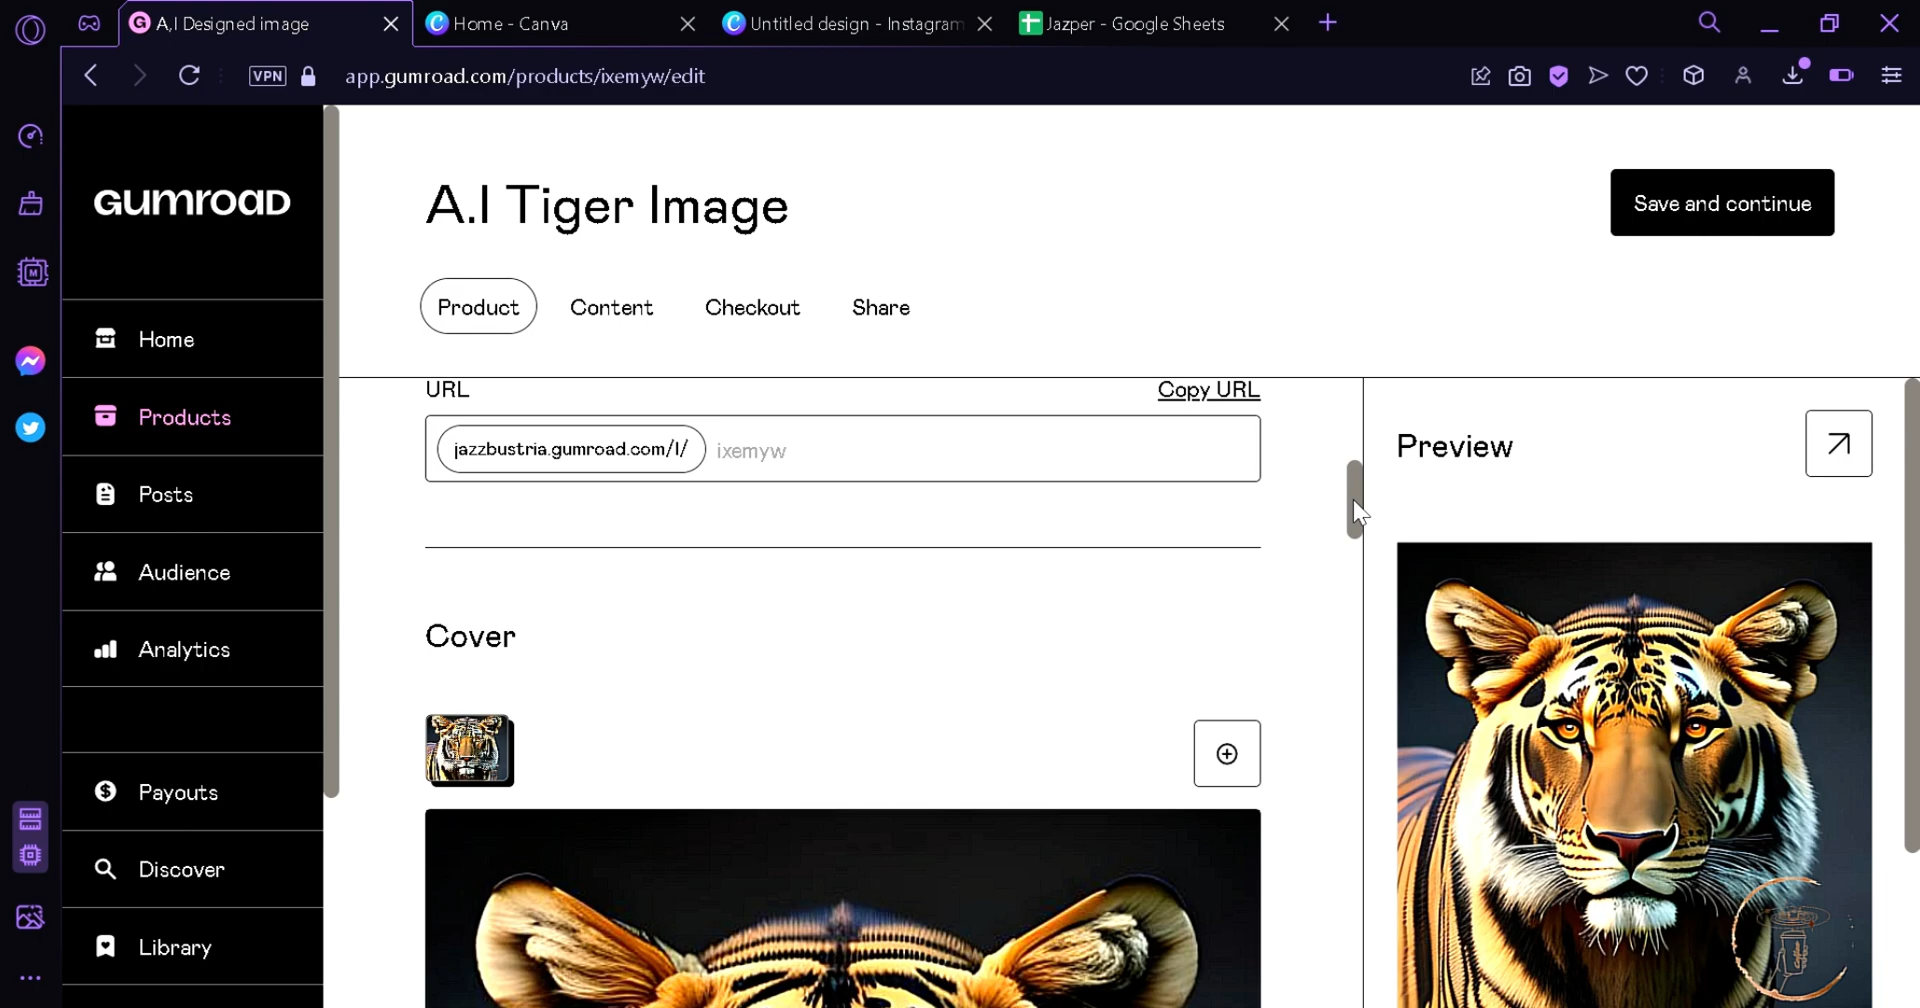 A,I Designed image
Home - Canva
Untitled design - Instagram
Jazper - Google Sheets
VPN
app.gumroad.com/products/ixemyw/edit
GUMROAD
A.I Tiger Image
Save and continue
Product
Content
Checkout
Share
Home
Products
Posts
Audience
Analytics
Payouts
Discover
Library
URL
Copy URL
jazzbustria.gumroad.com/l/
ixemyw
Cover
Preview